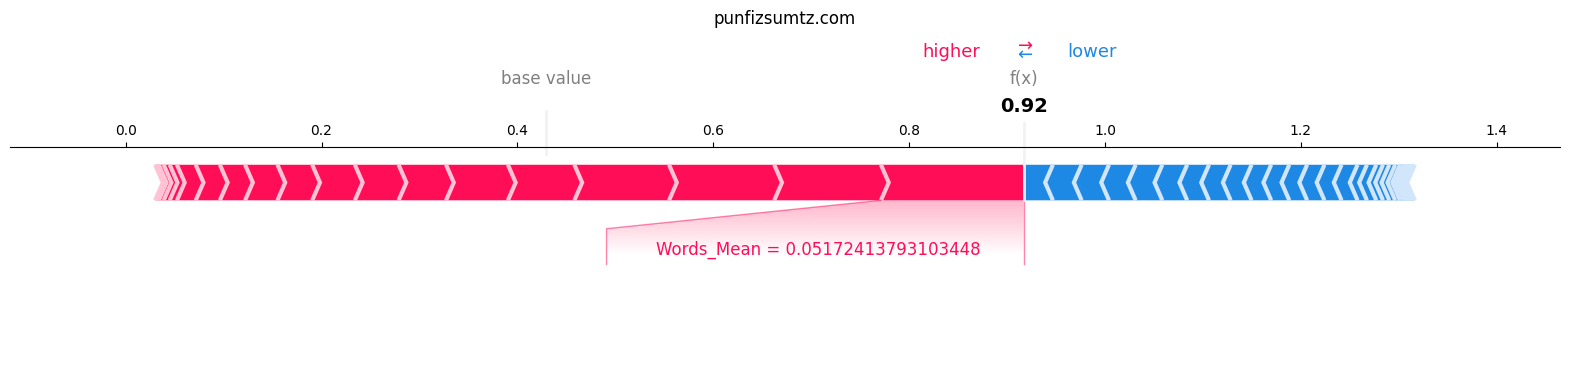 punfizsumtz.com
higher → ← lower
base value f(x)
0.92
0.0 0.2 0.4 0.6 0.8 1.0 1.2 1.4
Words_Mean = 0.05172413793103448